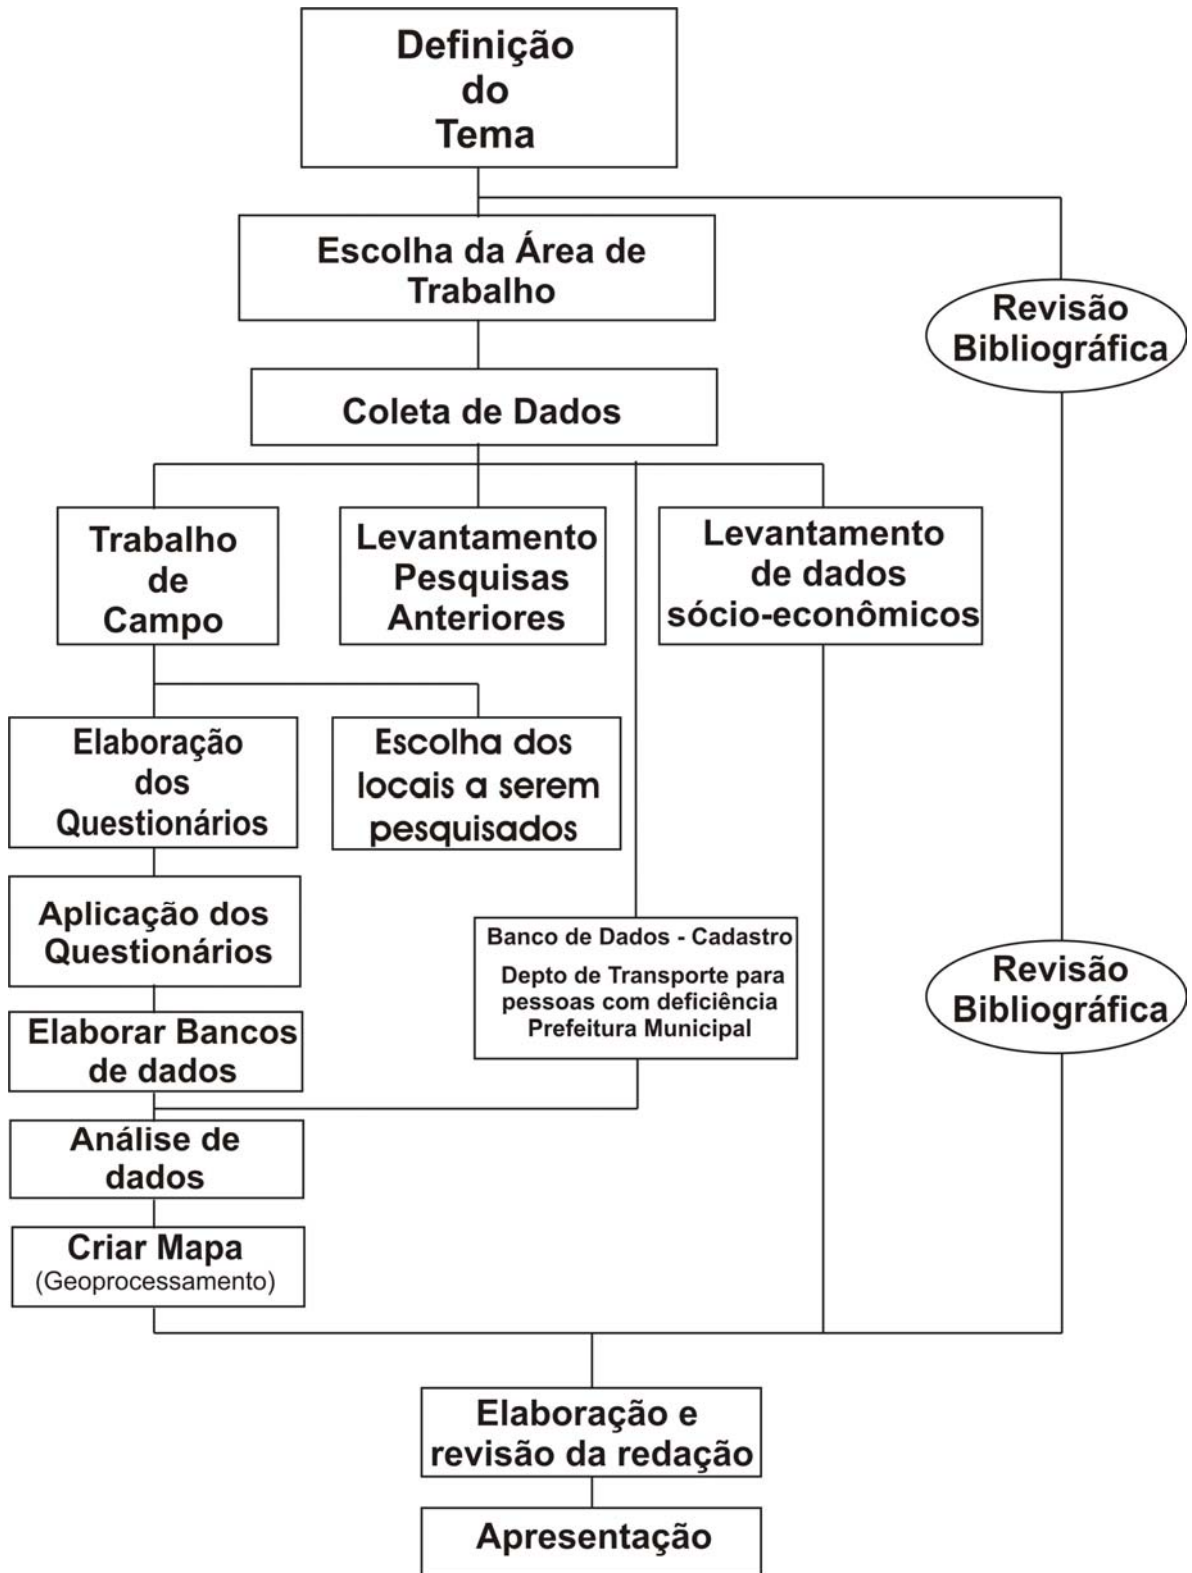 Definição
do
Tema
Escolha da Área de
Trabalho
Revisão
Bibliográfica
Coleta de Dados
Trabalho
de
Campo
Levantamento
Pesquisas
Anteriores
Levantamento
de dados
sócio-econômicos
Elaboração
dos
Questionários
Escolha dos
locais a serem
pesquisados
Aplicação dos
Questionários
Banco de Dados - Cadastro
Depto de Transporte para
pessoas com deficiência
Prefeitura Municipal
Revisão
Bibliográfica
Elaborar Bancos
de dados
Análise de
dados
Criar Mapa
(Geoprocessamento)
Elaboração e
revisão da redação
Apresentação